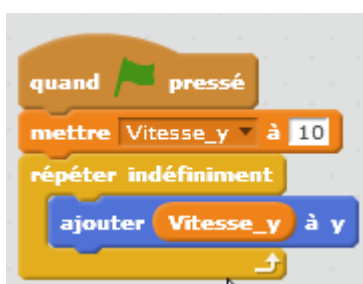 quand pressé
mettre Vitesse_y à 10
répéter indéfiniment
ajouter Vitesse_y à y